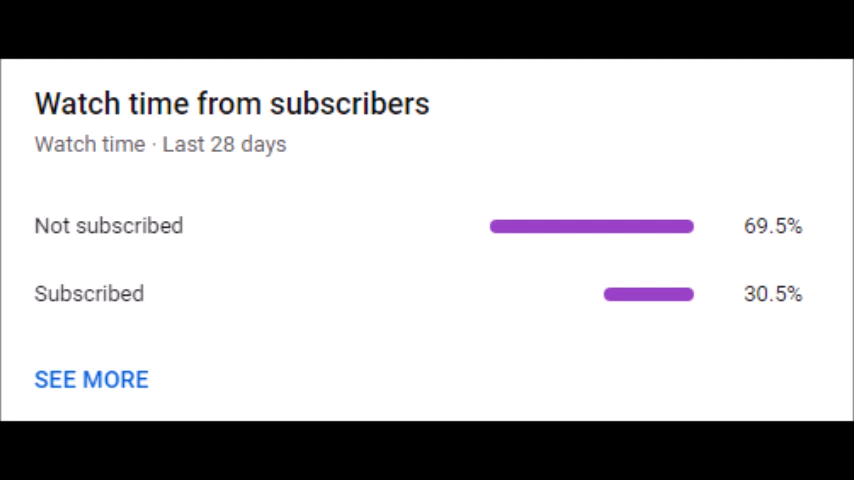 Watch time from subscribers
Watch time · Last 28 days
Not subscribed 69.5%
Subscribed 30.5%
SEE MORE